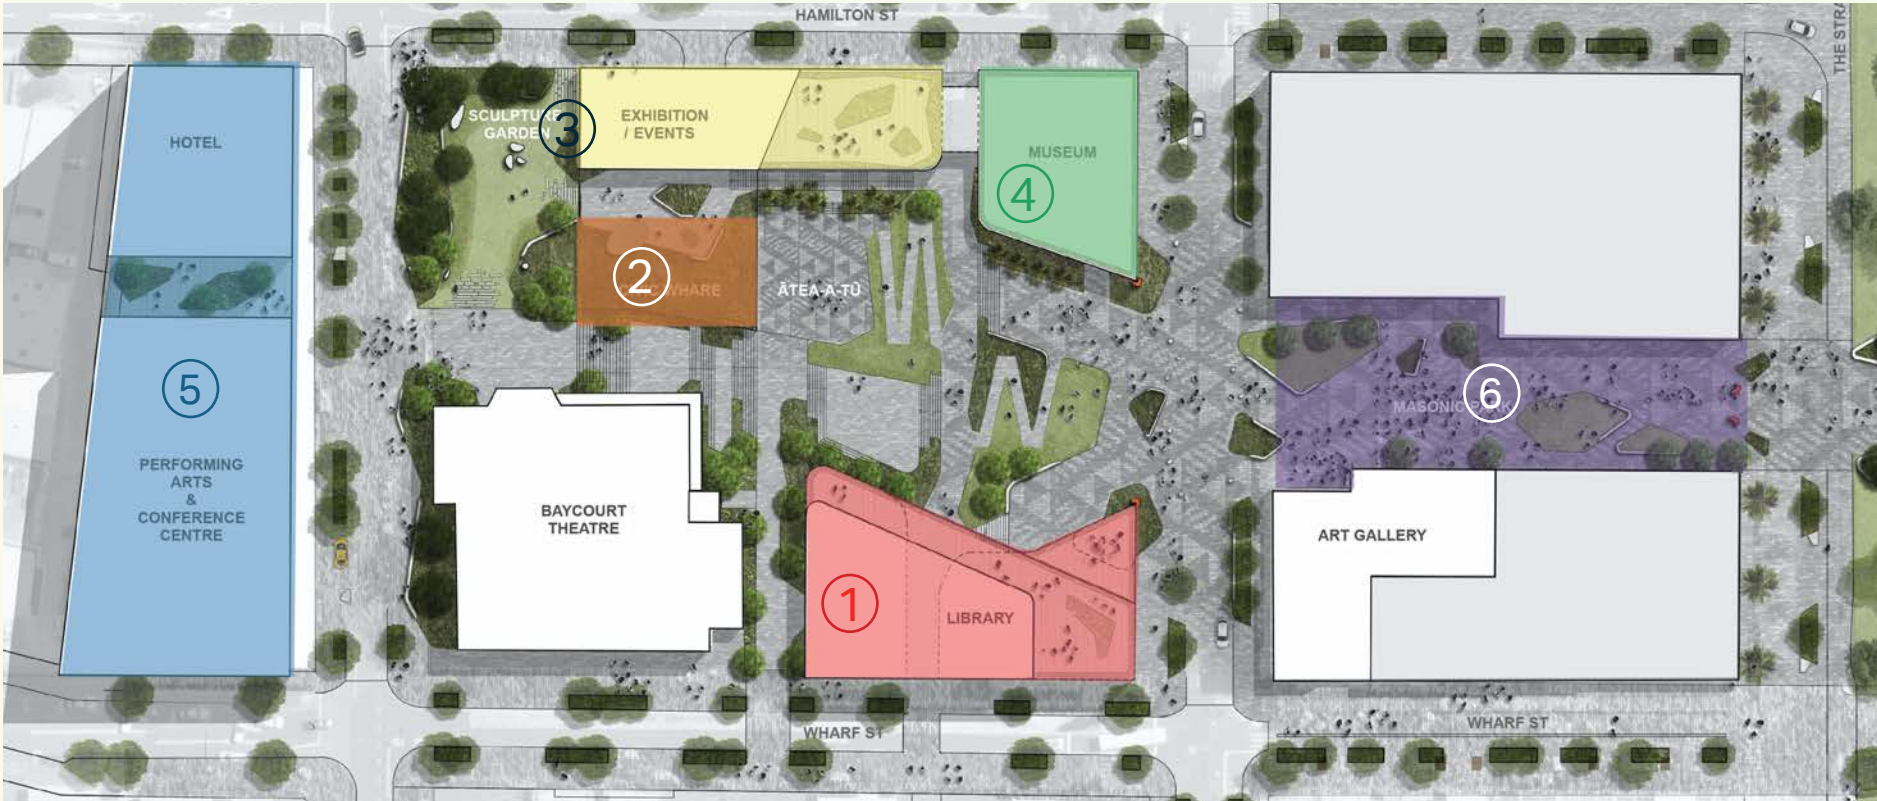 HAMILTON ST
THE STRA
HOTEL
SCULPTURE
GARDEN
3
EXHIBITION
/ EVENTS
MUSEUM
4
2
CIVIC WHARE
ĀTEA-A-TŪ
5
6
MASONIC PARK
PERFORMING
ARTS
&
CONFERENCE
CENTRE
BAYCOURT
THEATRE
1
LIBRARY
ART GALLERY
WHARF ST
WHARF ST